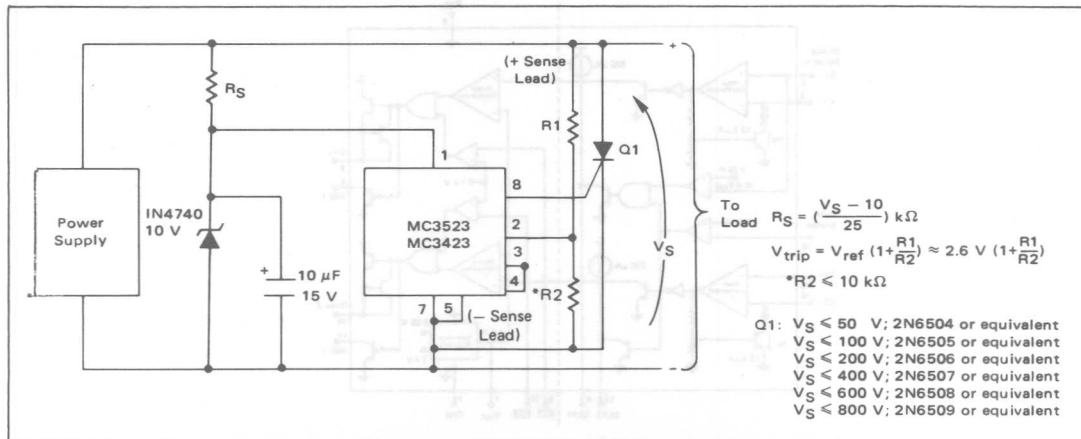 Power
Supply
RS
IN4740
10 V
+
10 μF
15 V
1
MC3523
MC3423
8
2
3
4
7
5
(− Sense
Lead)
(+ Sense
Lead)
R1
*R2
Q1
VS
+
−
To
Load
RS = (VS − 10 / 25) kΩ
Vtrip = Vref (1+R1/R2) ≈ 2.6 V (1+R1/R2)
*R2 ⩽ 10 kΩ
Q1: VS ⩽ 50 V; 2N6504 or equivalent
VS ⩽ 100 V; 2N6505 or equivalent
VS ⩽ 200 V; 2N6506 or equivalent
VS ⩽ 400 V; 2N6507 or equivalent
VS ⩽ 600 V; 2N6508 or equivalent
VS ⩽ 800 V; 2N6509 or equivalent